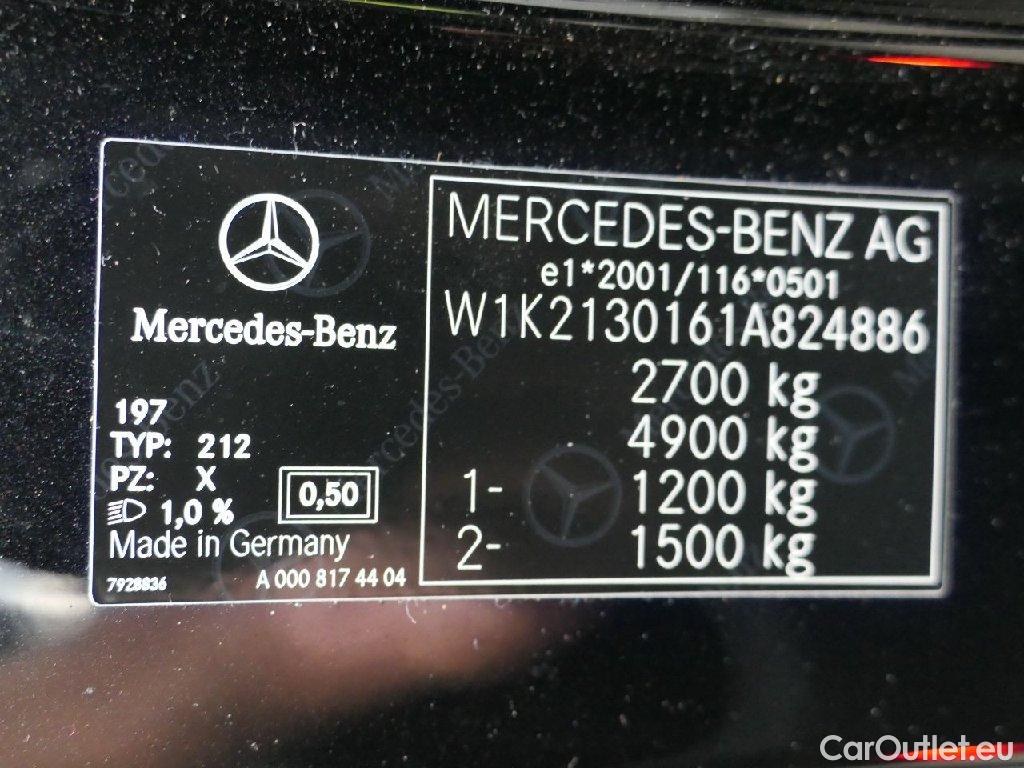 Mercedes-Benz
197
TYP: 212
PZ: X
1,0 %
0,50
Made in Germany
7928836
A 000 817 44 04
MERCEDES-BENZ AG
e1*2001/116*0501
W1K2130161A824886
2700 kg
4900 kg
1- 1200 kg
2- 1500 kg
CarOutlet.eu